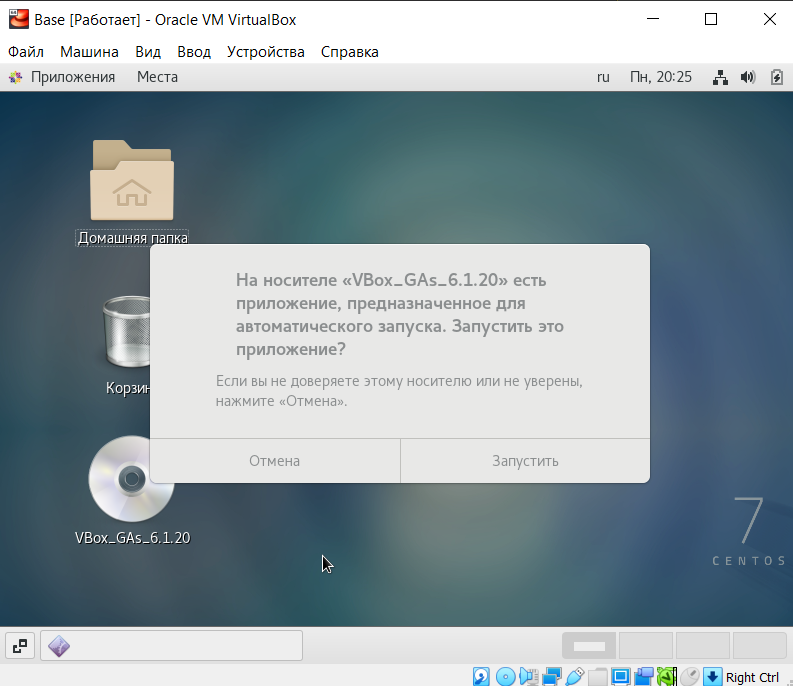 Base [Работает] - Oracle VM VirtualBox
Файл Машина Вид Ввод Устройства Справка
Приложения Места ru Пн, 20:25
Домашняя папка
На носителе «VBox_GAs_6.1.20» есть
приложение, предназначенное для
автоматического запуска. Запустить это
приложение?
Если вы не доверяете этому носителю или не уверены,
нажмите «Отмена».
Корзин
Отмена Запустить
VBox_GAs_6.1.20
7
CENTOS
Right Ctrl